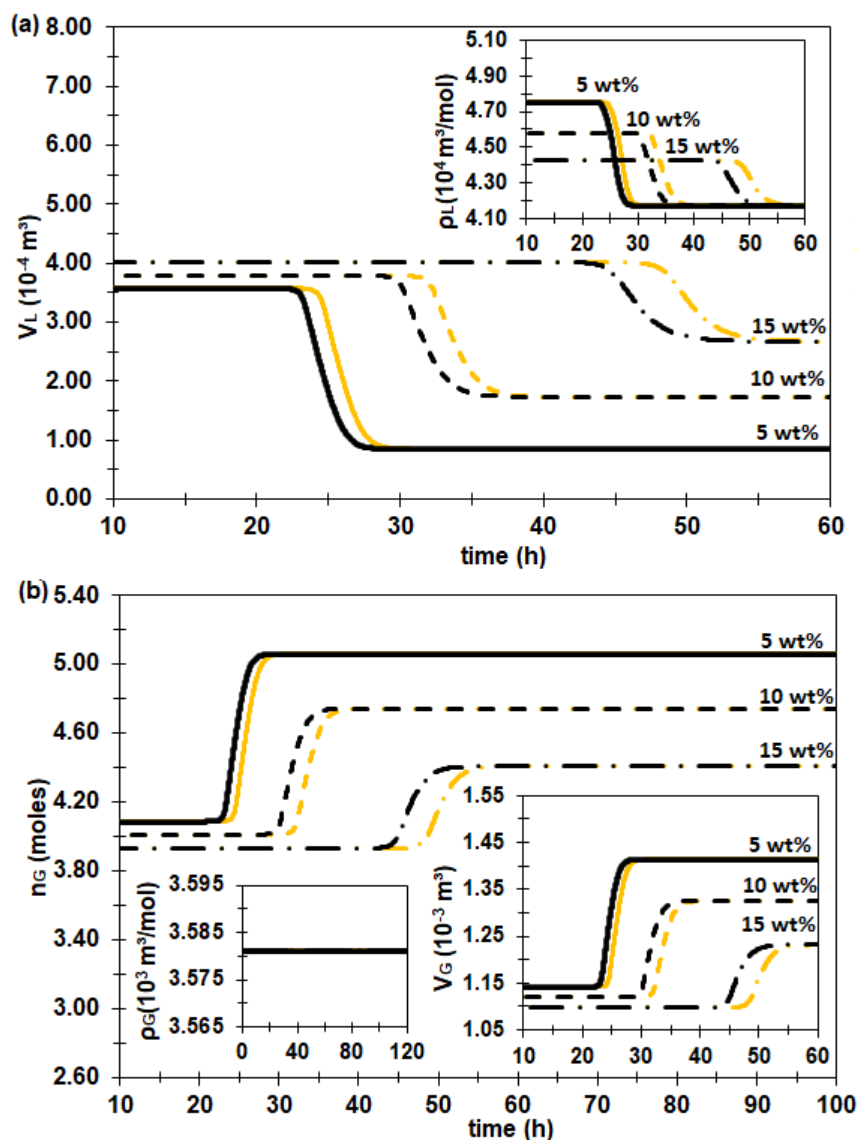 (a)
8.00
7.00
6.00
5.00
4.00
3.00
2.00
1.00
0.00
V_L (10⁻⁴ m³)
10 20 30 40 50 60
time (h)
15 wt%
10 wt%
5 wt%
5.10
4.90
4.70
4.50
4.30
4.10
ρ_L(10⁴ m³/mol)
10 20 30 40 50 60
5 wt%
10 wt%
15 wt%
(b)
5.40
5.00
4.60
4.20
3.80
3.40
3.00
2.60
n_G (moles)
10 20 30 40 50 60 70 80 90 100
time (h)
5 wt%
10 wt%
15 wt%
3.595
3.585
3.575
3.565
ρ_G(10³ m³/mol)
0 40 80 120
1.55
1.45
1.35
1.25
1.15
1.05
V_G (10⁻³ m³)
10 20 30 40 50 60
5 wt%
10 wt%
15 wt%